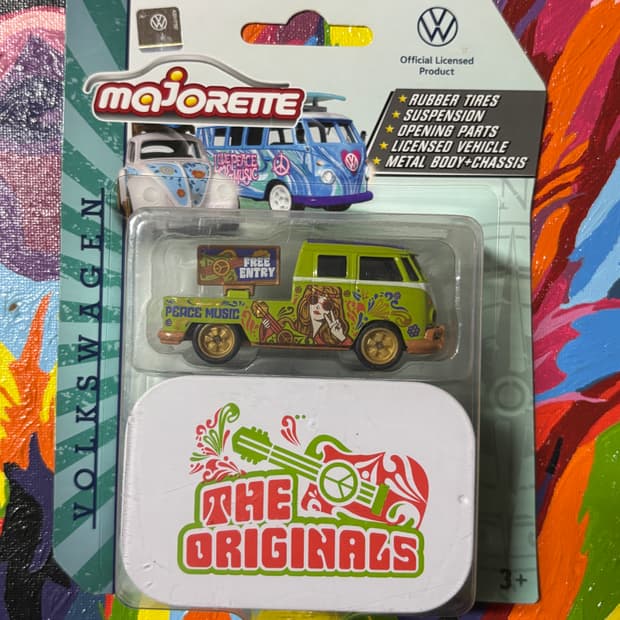 Official Licensed
Product
MAJORETTE
RUBBER TIRES
SUSPENSION
OPENING PARTS
LICENSED VEHICLE
METAL BODY+CHASSIS
VOLKSWAGEN
PEACE
MUSIC
FREE
ENTRY
PEACE MUSIC
THE
ORIGINALS
3+